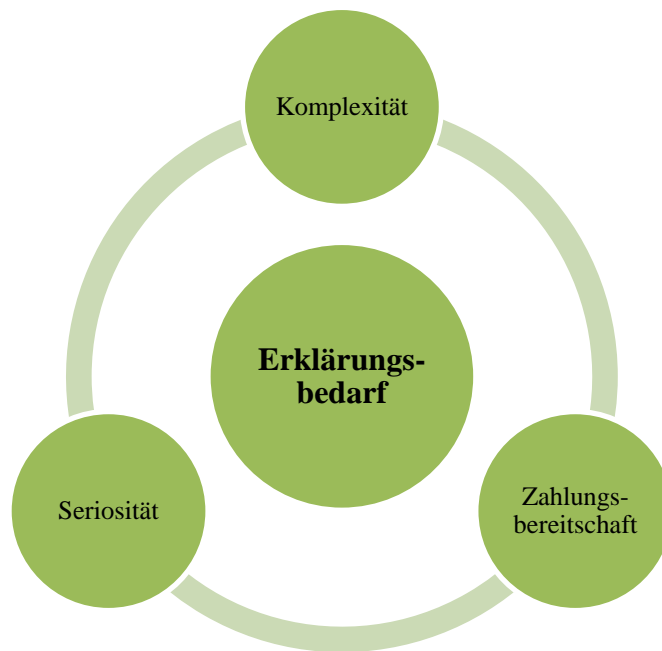 Komplexität
Erklärungs-
bedarf
Seriosität
Zahlungs-
bereitschaft